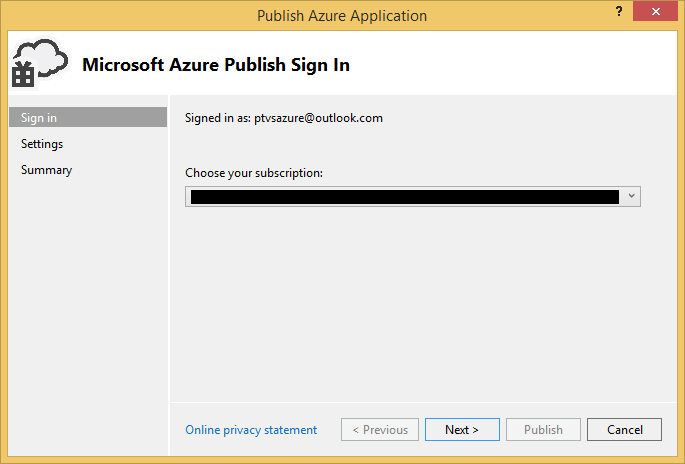 Publish Azure Application
?
Microsoft Azure Publish Sign In
Sign in
Settings
Summary
Signed in as: ptvsazure@outlook.com
Choose your subscription:
Online privacy statement
< Previous
Next >
Publish
Cancel